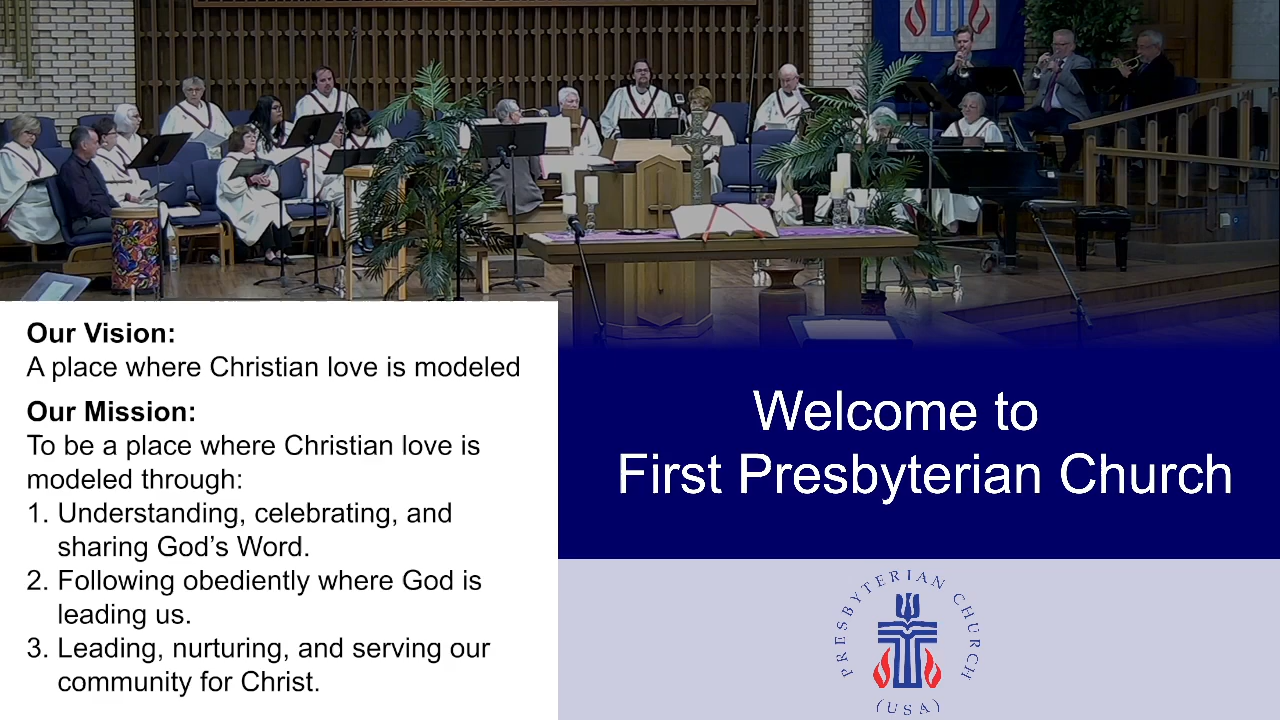 Our Vision:
A place where Christian love is modeled
Our Mission:
To be a place where Christian love is
modeled through:
1. Understanding, celebrating, and
sharing God’s Word.
2. Following obediently where God is
leading us.
3. Leading, nurturing, and serving our
community for Christ.
Welcome to
First Presbyterian Church
PRESBYTERIAN CHURCH
(USA)